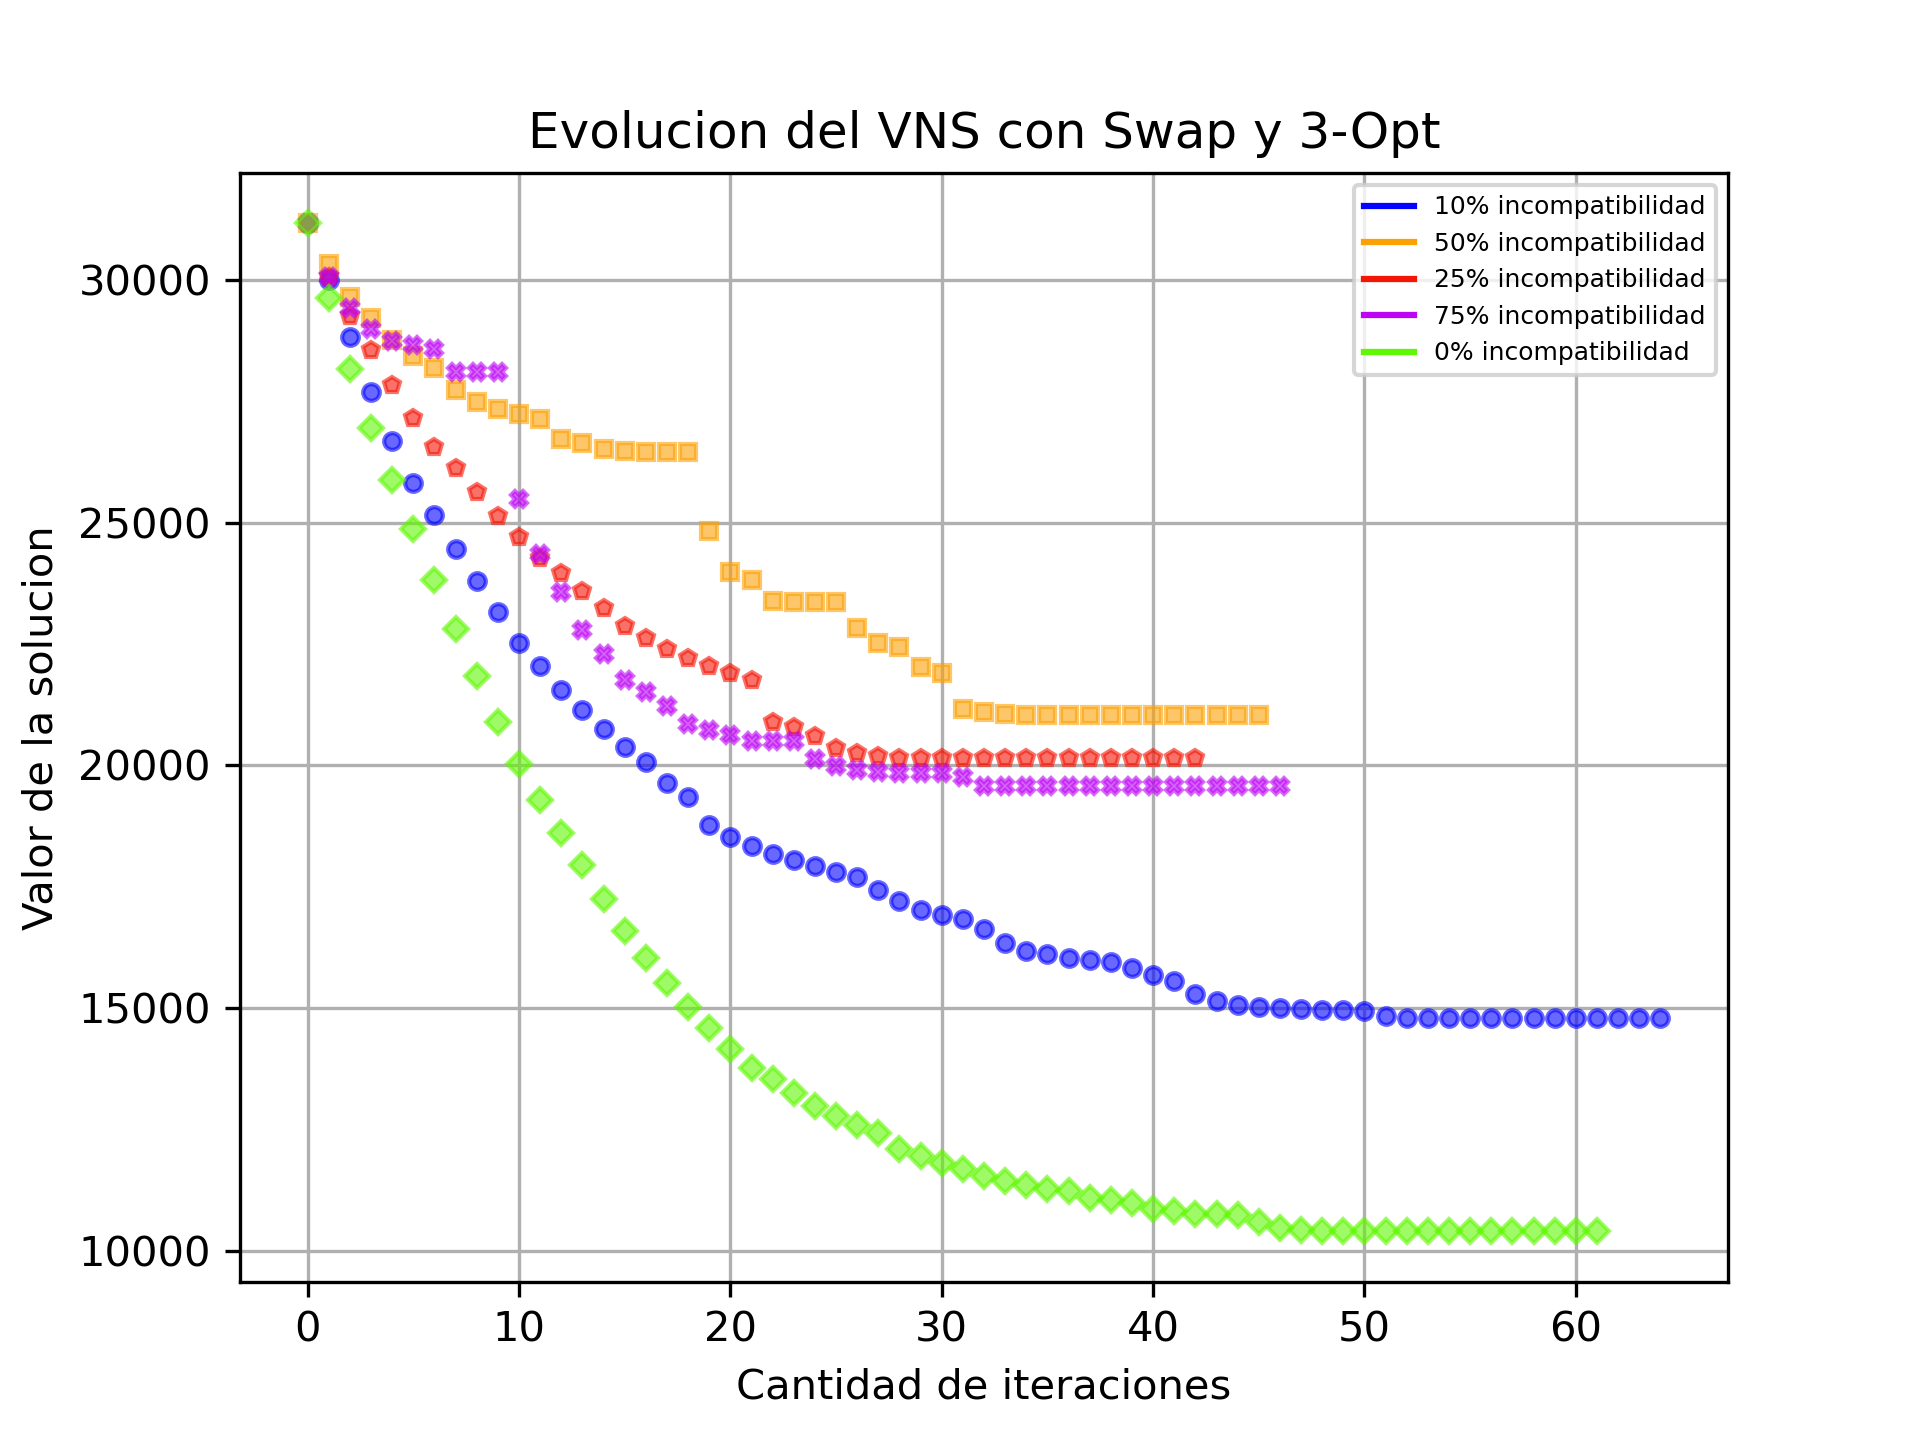 Evolucion del VNS con Swap y 3-Opt
10% incompatibilidad
50% incompatibilidad
25% incompatibilidad
75% incompatibilidad
0% incompatibilidad
30000
25000
20000
15000
10000
Valor de la solucion
0 10 20 30 40 50 60
Cantidad de iteraciones